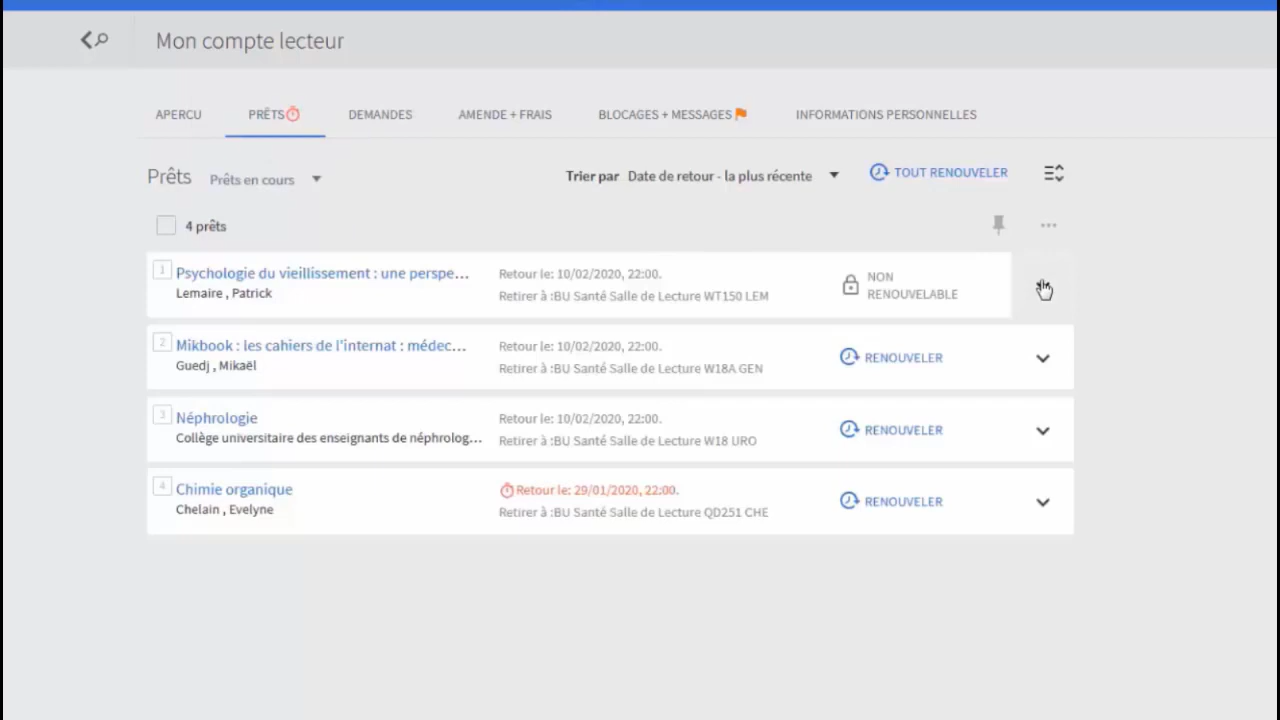 Mon compte lecteur
APERCU PRÊTS DEMANDES AMENDE + FRAIS BLOCAGES + MESSAGES INFORMATIONS PERSONNELLES
Prêts Prêts en cours Trier par Date de retour - la plus récente TOUT RENOUVELER
4 prêts
1 Psychologie du vieillissement : une perspe... Retour le: 10/02/2020, 22:00. NON
Lemaire , Patrick Retirer à :BU Santé Salle de Lecture WT150 LEM RENOUVELABLE
2 Mikbook : les cahiers de l'internat : médec... Retour le: 10/02/2020, 22:00. RENOUVELER
Guedj , Mikaël Retirer à :BU Santé Salle de Lecture W18A GEN
3 Néphrologie Retour le: 10/02/2020, 22:00. RENOUVELER
Collège universitaire des enseignants de néphrolog... Retirer à :BU Santé Salle de Lecture W18 URO
4 Chimie organique Retour le: 29/01/2020, 22:00. RENOUVELER
Chelain , Evelyne Retirer à :BU Santé Salle de Lecture QD251 CHE